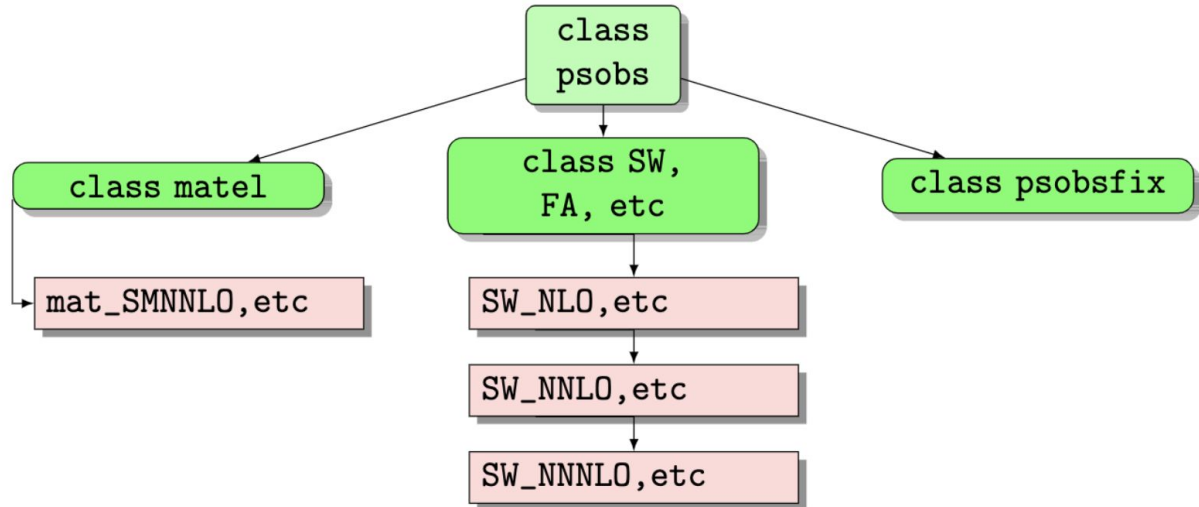 class
psobs
class matel
class SW,
FA, etc
class psobsfix
mat_SMNNLO,etc
SW_NLO,etc
SW_NNLO,etc
SW_NNNLO,etc